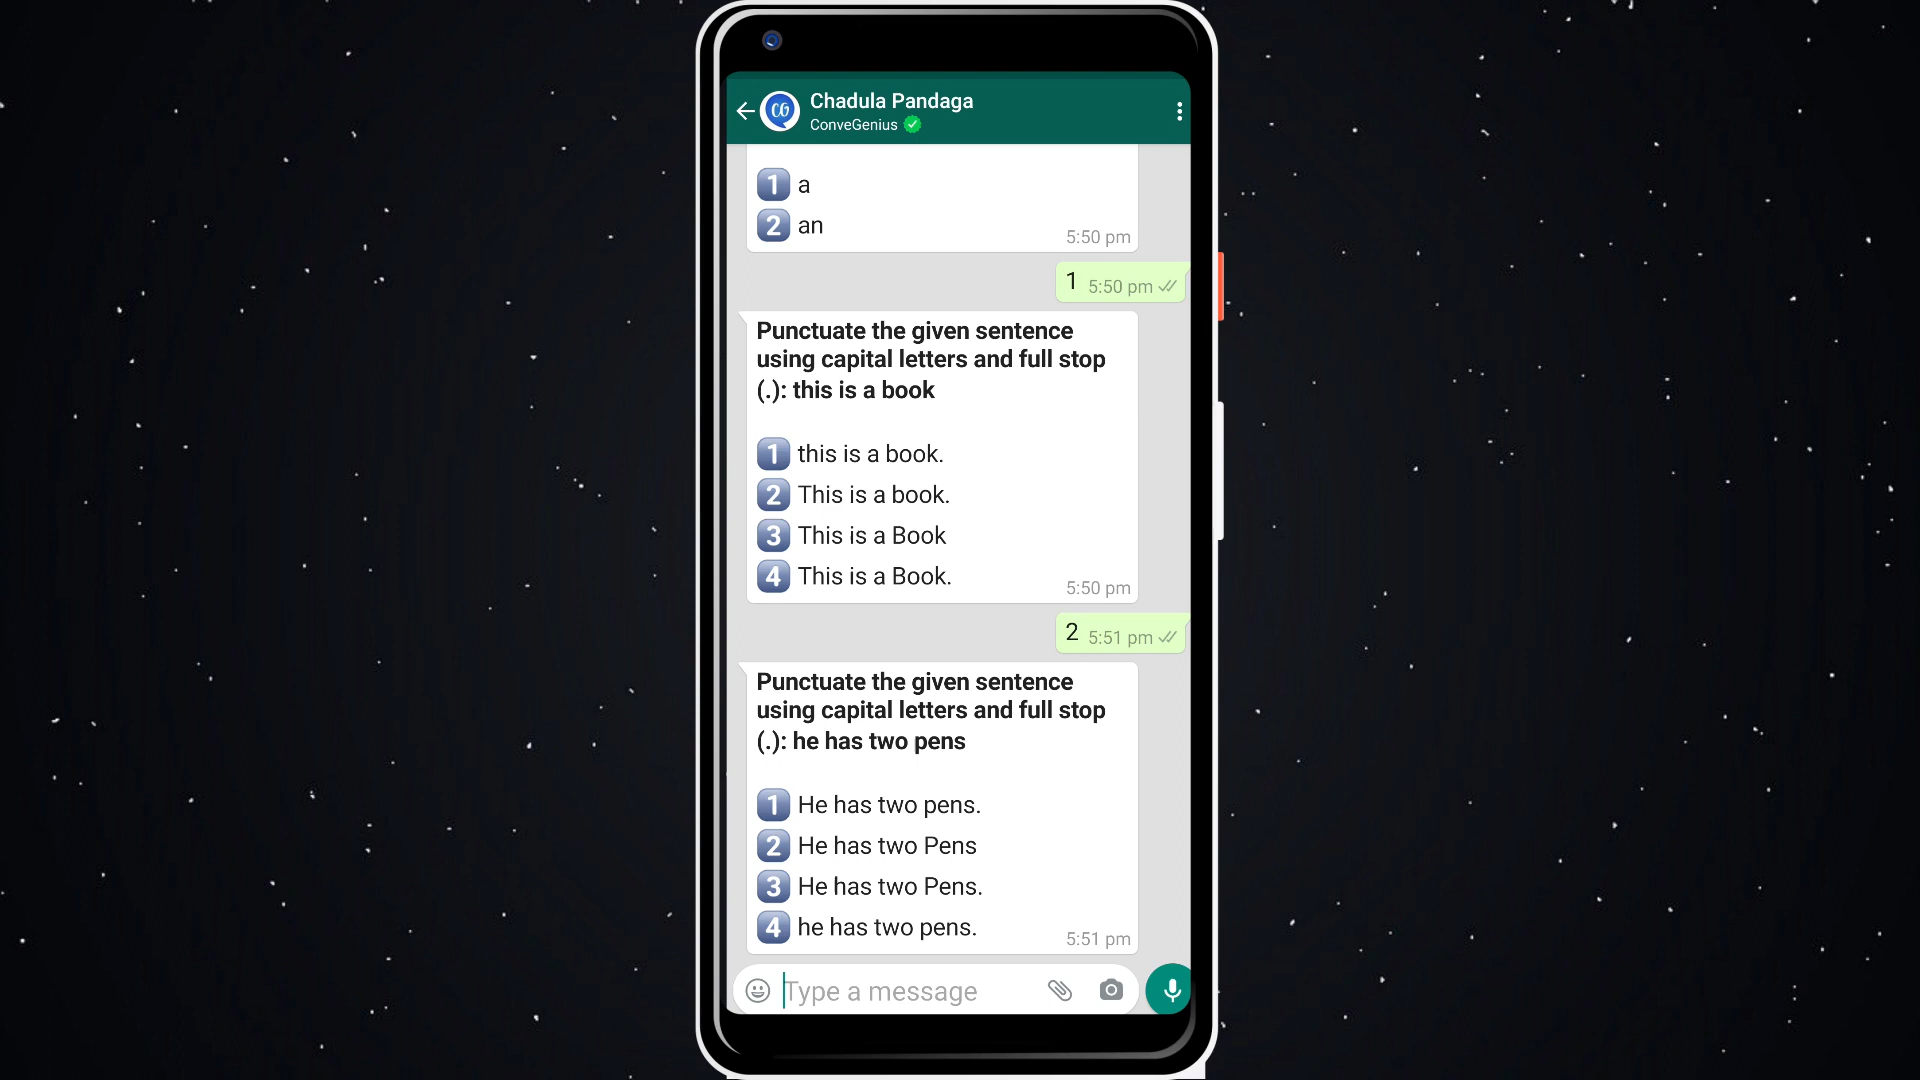 Chadula Pandaga
ConveGenius
1 a
2 an
5:50 pm
1 5:50 pm
Punctuate the given sentence
using capital letters and full stop
(.): this is a book
1 this is a book.
2 This is a book.
3 This is a Book
4 This is a Book.
5:50 pm
2 5:51 pm
Punctuate the given sentence
using capital letters and full stop
(.): he has two pens
1 He has two pens.
2 He has two Pens
3 He has two Pens.
4 he has two pens.
5:51 pm
Type a message